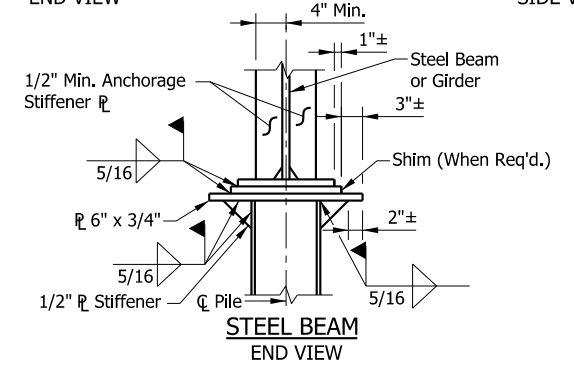 END VIEW
SIDE V
4" Min.
1"±
Steel Beam
or Girder
1/2" Min. Anchorage
Stiffener ⅊
3"±
5/16
Shim (When Req'd.)
⅊ 6" x 3/4"
2"±
5/16
1/2" ⅊ Stiffener
℄ Pile
5/16
STEEL BEAM
END VIEW